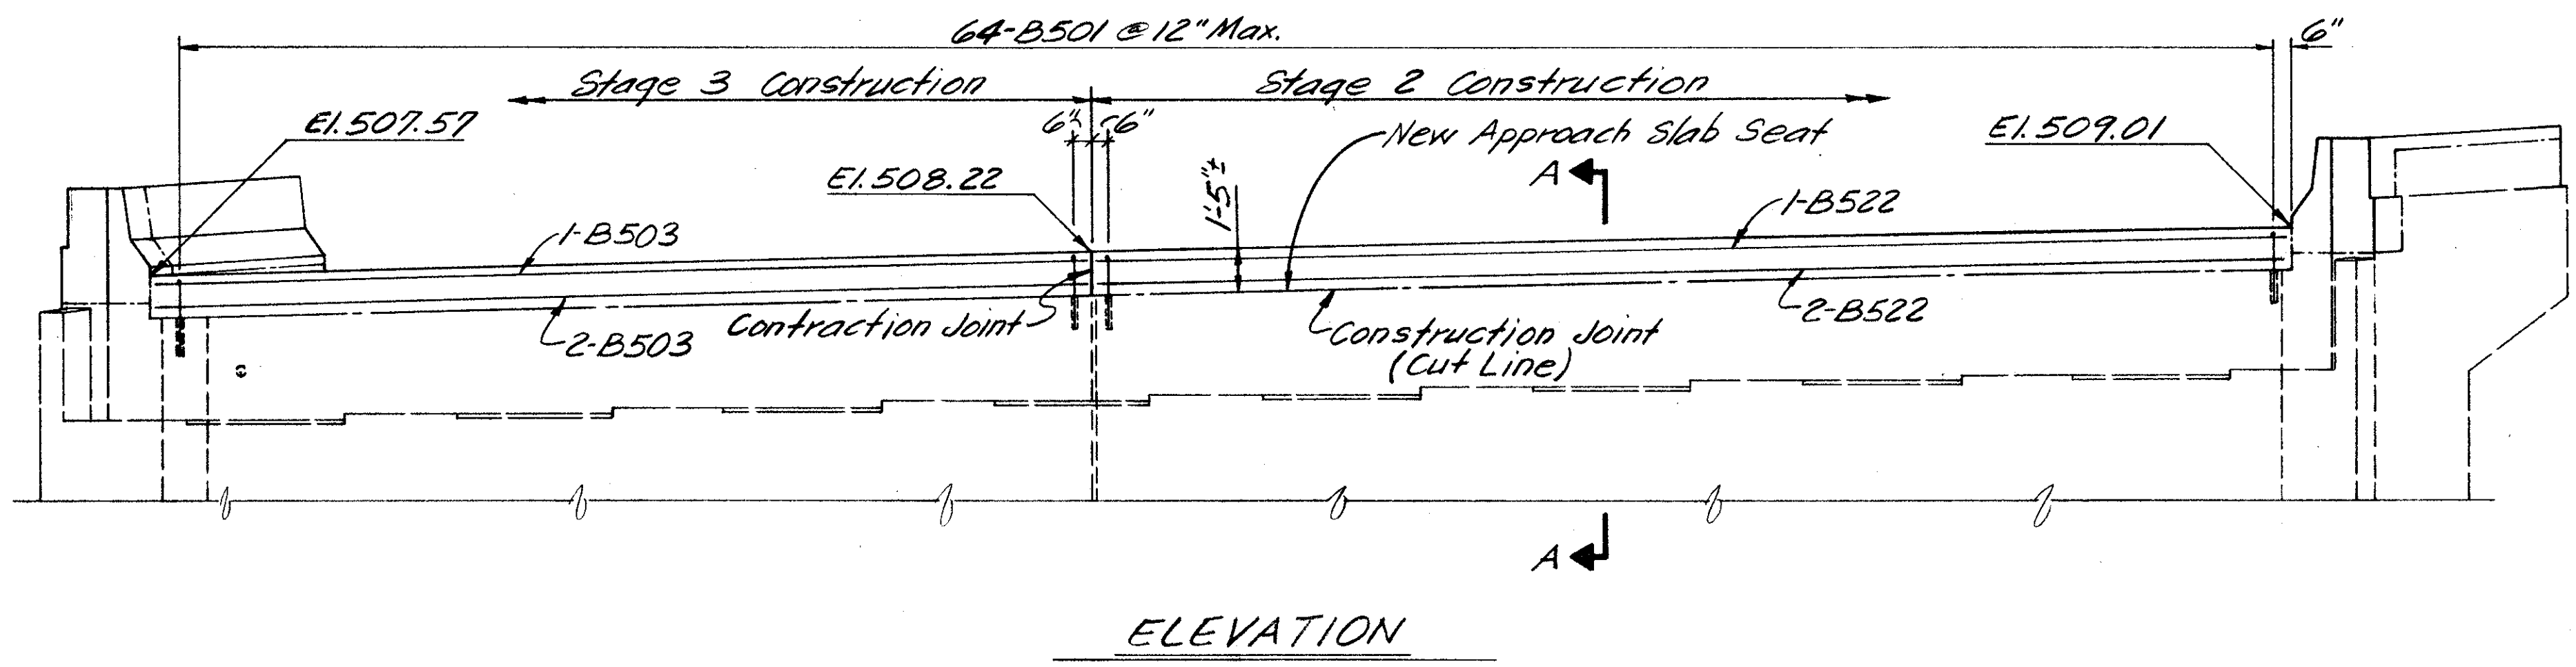 64-B501 @ 12" Max.
6"
Stage 3 Construction
Stage 2 Construction
El. 507.57
6"
6"
New Approach Slab Seat
El. 509.01
El. 508.22
1'-5"±
A
1-B503
1-B522
2-B503
Contraction Joint
Construction Joint
(Cut Line)
2-B522
A
ELEVATION